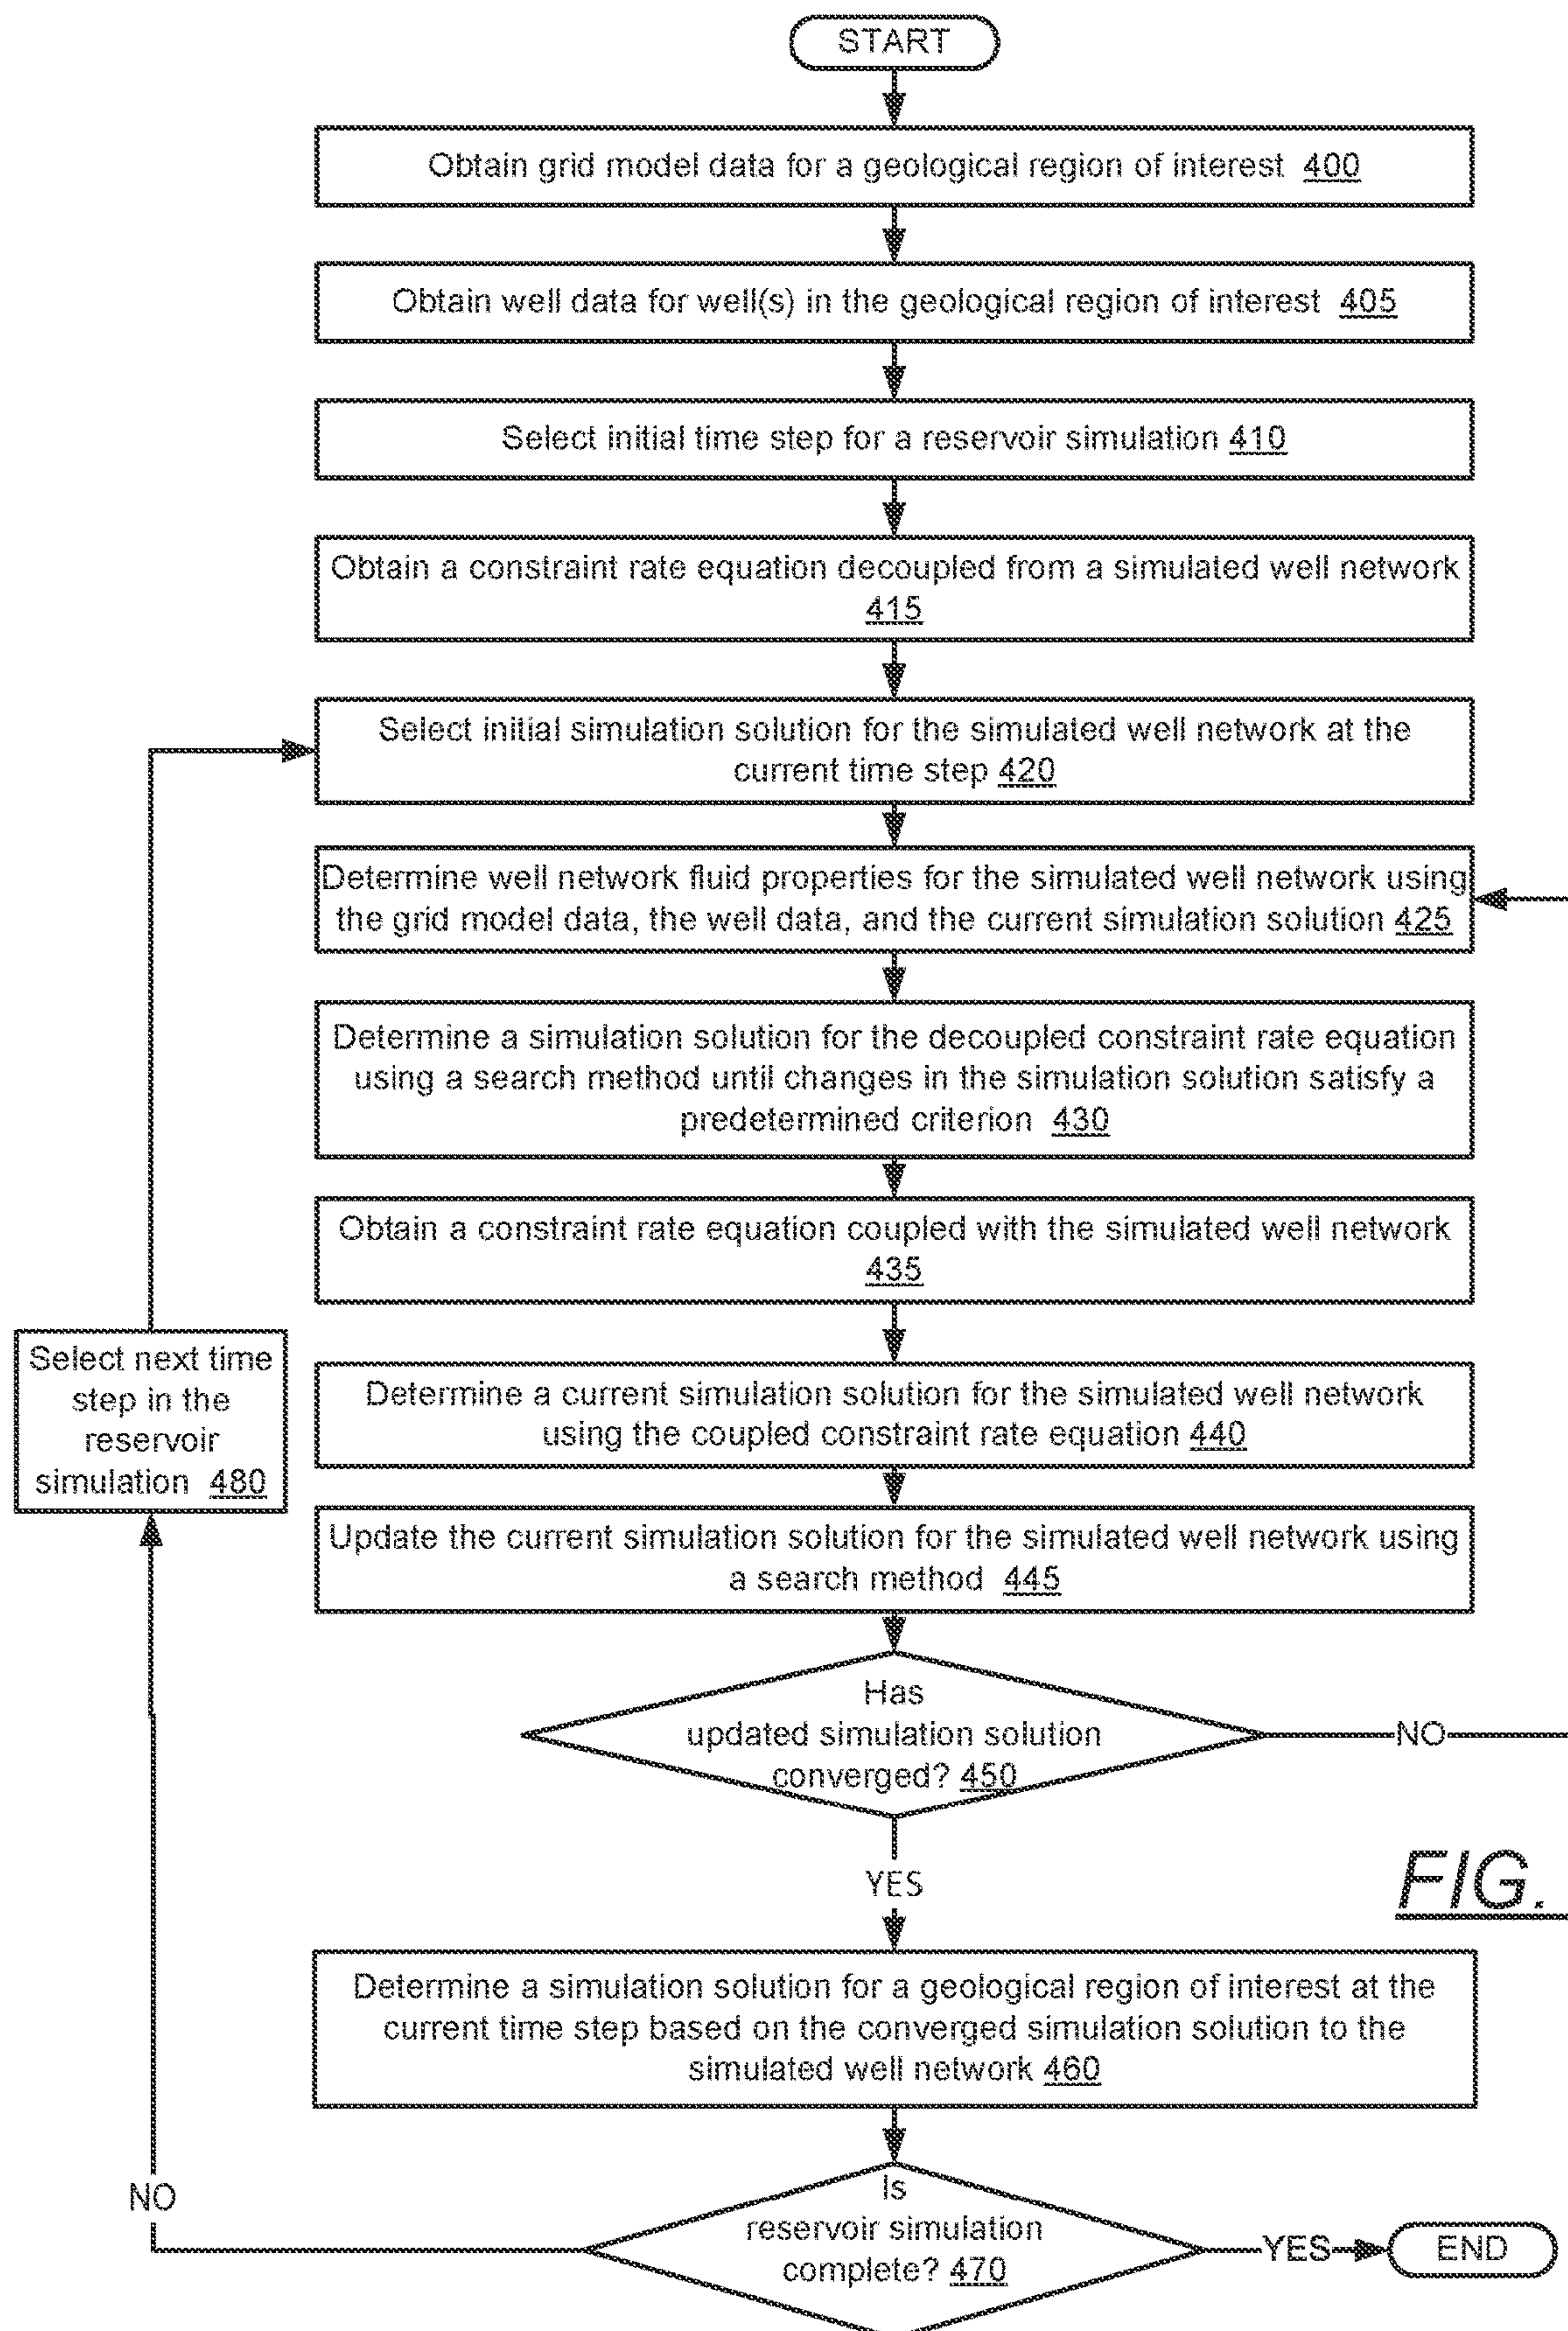 START
Obtain grid model data for a geological region of interest 400
Obtain well data for well(s) in the geological region of interest 405
Select initial time step for a reservoir simulation 410
Obtain a constraint rate equation decoupled from a simulated well network
415
Select initial simulation solution for the simulated well network at the
current time step 420
Determine well network fluid properties for the simulated well network using
the grid model data, the well data, and the current simulation solution 425
Determine a simulation solution for the decoupled constraint rate equation
using a search method until changes in the simulation solution satisfy a
predetermined criterion 430
Obtain a constraint rate equation coupled with the simulated well network
435
Select next time
step in the
reservoir
simulation 480
Determine a current simulation solution for the simulated well network
using the coupled constraint rate equation 440
Update the current simulation solution for the simulated well network using
a search method 445
Has
updated simulation solution
converged? 450
NO
YES
FIG.
Determine a simulation solution for a geological region of interest at the
current time step based on the converged simulation solution to the
simulated well network 460
NO
Is
reservoir simulation
complete? 470
YES
END